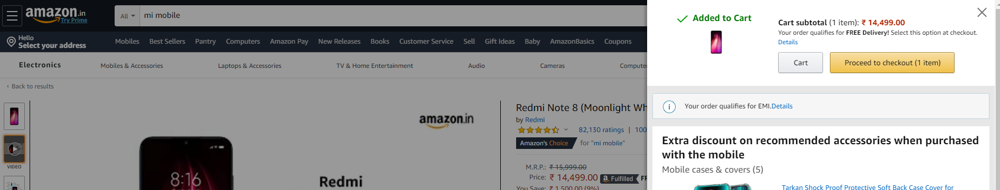 amazon.in
Try Prime
All
mi mobile
Hello
Select your address
Mobiles Best Sellers Pantry Computers Amazon Pay New Releases Books Customer Service Sell Gift Ideas Baby AmazonBasics Coupons
Electronics Mobiles & Accessories Laptops & Accessories TV & Home Entertainment Audio Cameras Compute
‹ Back to results
VIDEO
amazon.in
8:16
Redmi
Redmi Note 8 (Moonlight Wh
by Redmi
82,130 ratings | 100
Amazon's Choice for "mi mobile"
M.R.P.: ₹ 15,999.00
Price: ₹ 14,499.00 a Fulfilled FR
You Save: ₹ 1,500.00 (9%)
Added to Cart
Cart subtotal (1 item): ₹ 14,499.00
Your order qualifies for FREE Delivery! Select this option at checkout.
Details
Cart
Proceed to checkout (1 item)
Your order qualifies for EMI.Details
Extra discount on recommended accessories when purchased
with the mobile
Mobile cases & covers (5)
Tarkan Shock Proof Protective Soft Back Case Cover for